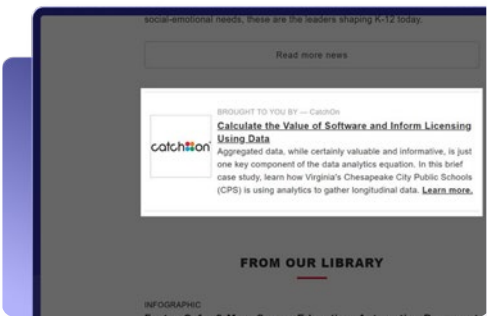 social-emotional needs, these are the leaders shaping K-12 today.
Read more news
BROUGHT TO YOU BY — CatchOn
Calculate the Value of Software and Inform Licensing
Using Data
catchon
Aggregated data, while certainly valuable and informative, is just
one key component of the data analytics equation. In this brief
case study, learn how Virginia's Chesapeake City Public Schools
(CPS) is using analytics to gather longitudinal data. Learn more.
FROM OUR LIBRARY
INFOGRAPHIC